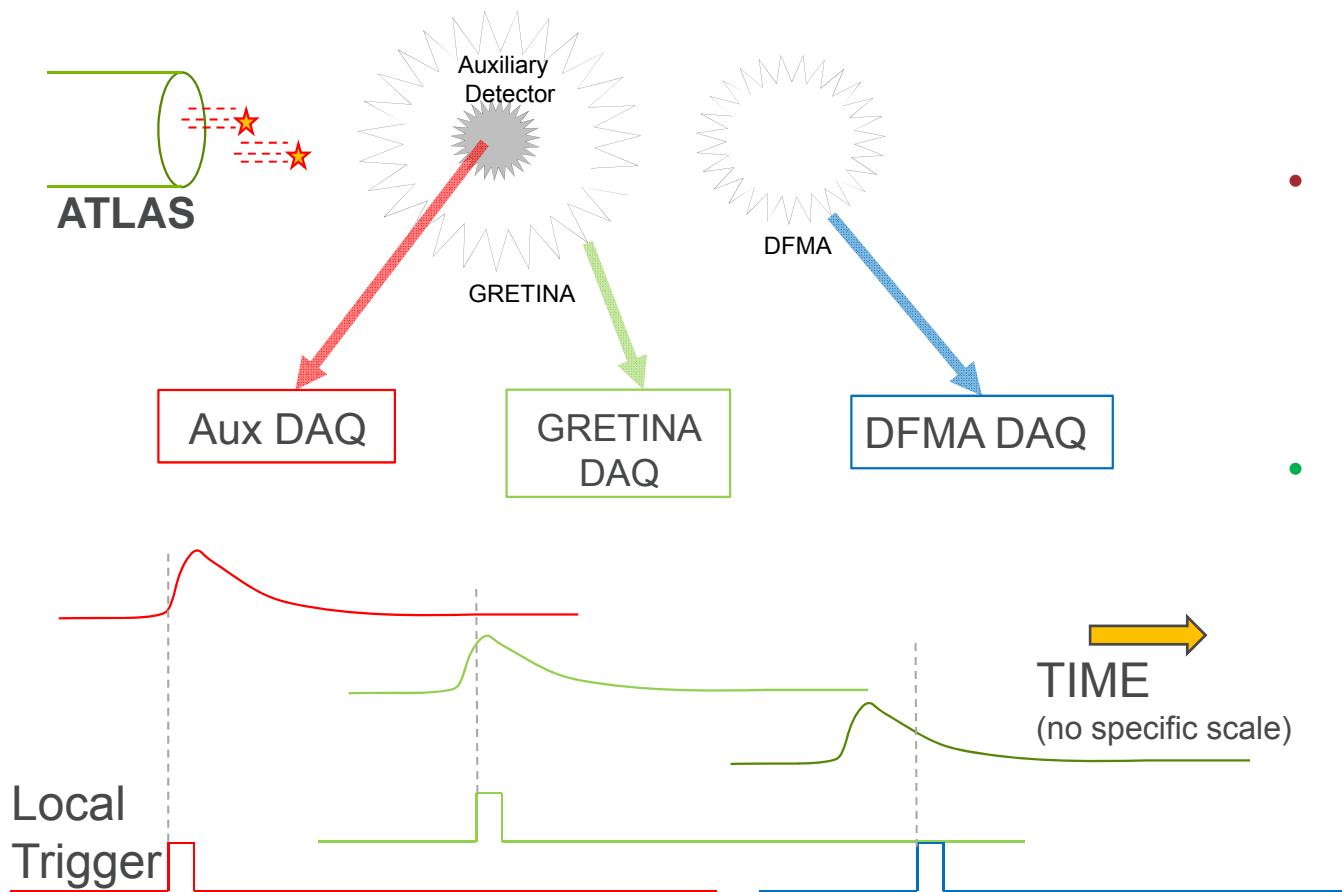 Auxiliary
Detector
ATLAS
GRETINA
DFMA
Aux DAQ
GRETINA
DAQ
DFMA DAQ
TIME
(no specific scale)
Local
Trigger